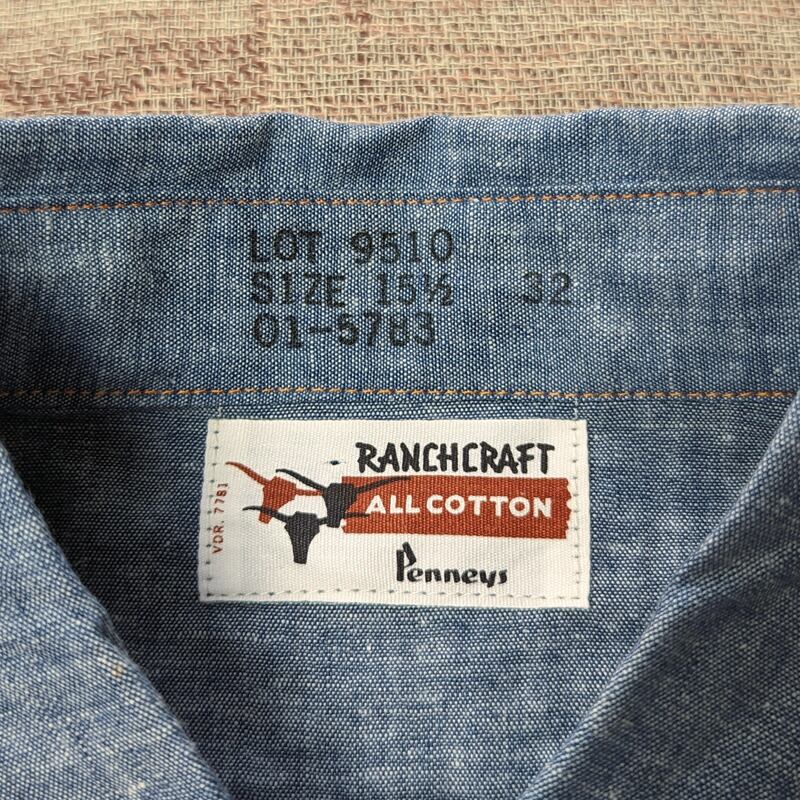 LOT 9510
SIZE 15½ 32
01-5783
RANCHCRAFT
ALL COTTON
Penneys
VDR. 7781